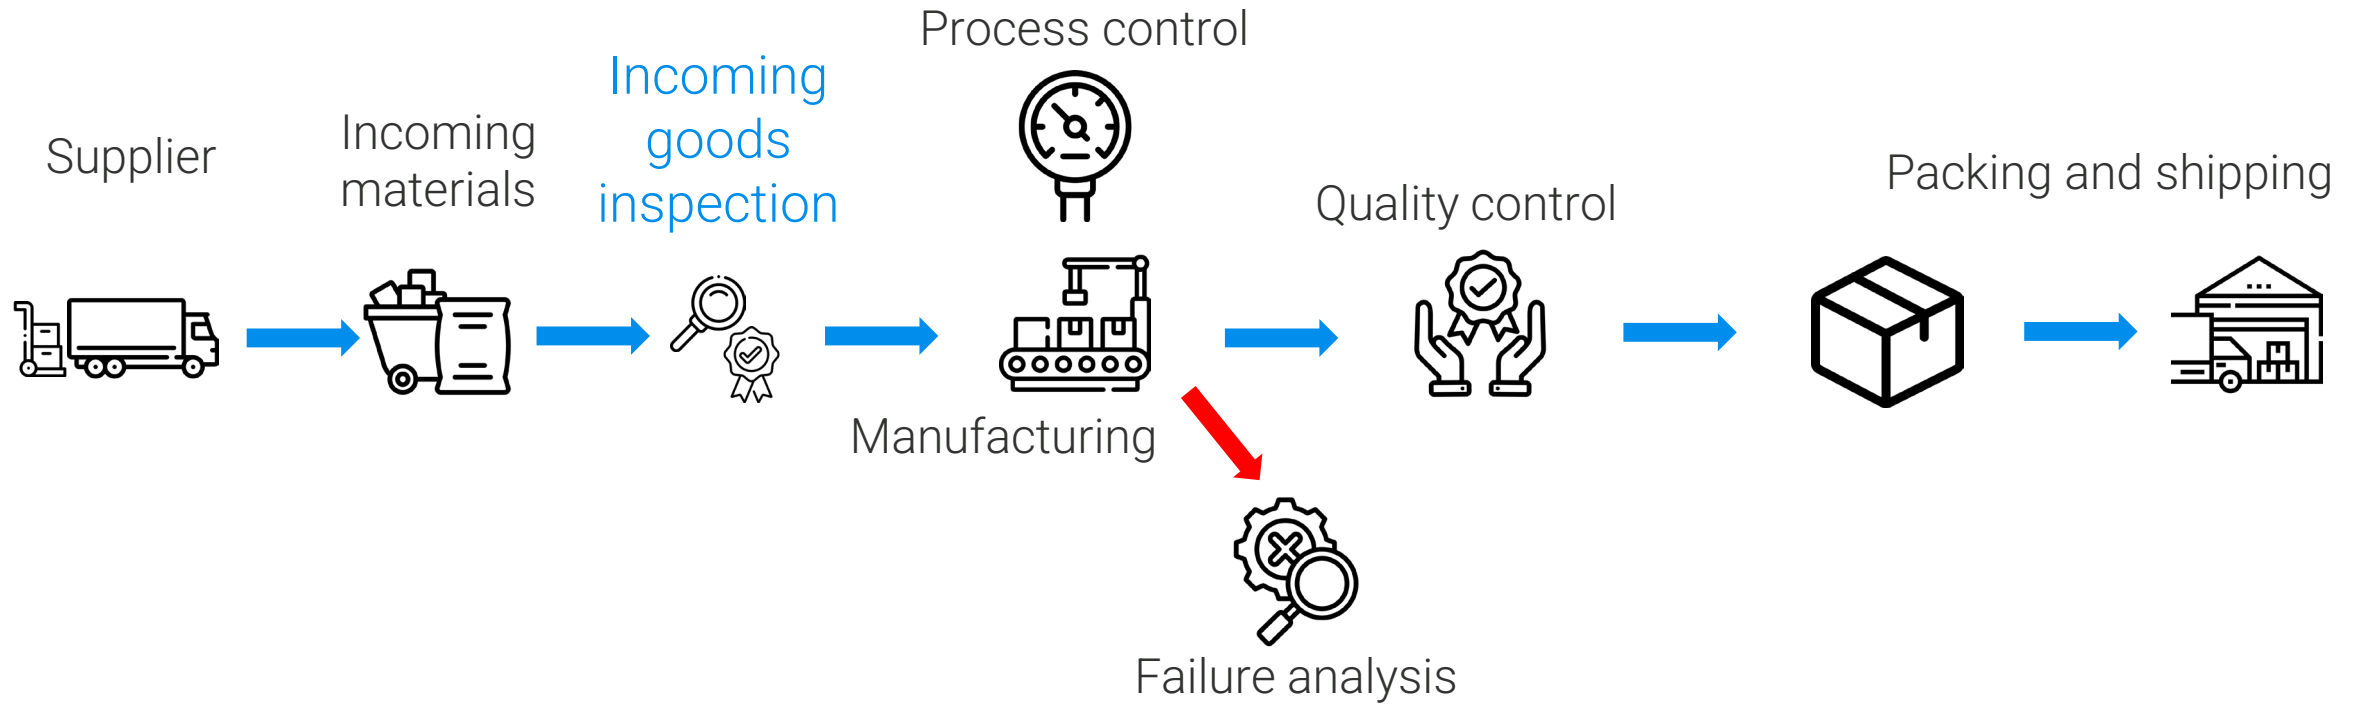 Supplier
Incoming
materials
Incoming
goods
inspection
Process control
Manufacturing
Failure analysis
Quality control
Packing and shipping